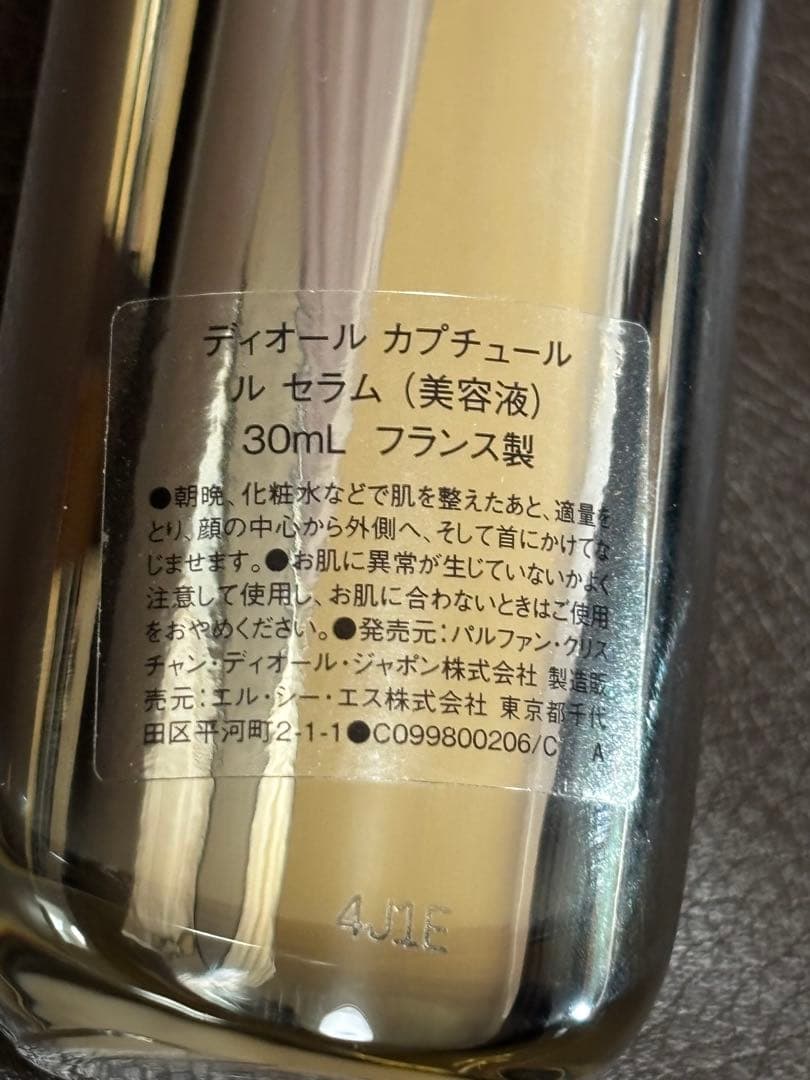 ディオール カプチュール
ル セラム（美容液）
30mL フランス製
●朝晩、化粧水などで肌を整えたあと、適量を
とり、顔の中心から外側へ、そして首にかけてな
じませます。●お肌に異常が生じていないかよく
注意して使用し、お肌に合わないときはご使用
をおやめください。●発売元：パルファン・クリス
チャン・ディオール・ジャポン株式会社 製造販
売元：エル・シー・エス株式会社 東京都千代
田区平河町2-1-1●C099800206/C A
4J1E